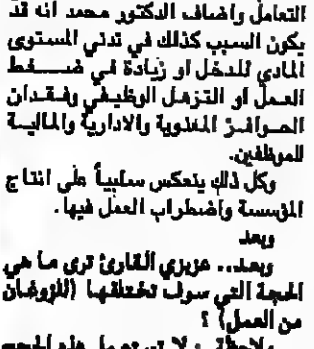 التعامل واضاف الدكتور محمد انه قد
يكون السبب كذلك في تدني المستوى
المادي للدخل او زيادة في ضغط
العمل او الترهل الوظيفي وفقدان
الحوافز المعنوية والادارية والمالية
للموظفين.
وكل ذلك ينعكس سلبياً على انتاج
المؤسسة واضطراب العمل فيها.
وبعد
وبعد... عزيزي القارئ ترى ما هي
الحجة التي سوف تختلقها (للزوغان
من العمل) ؟